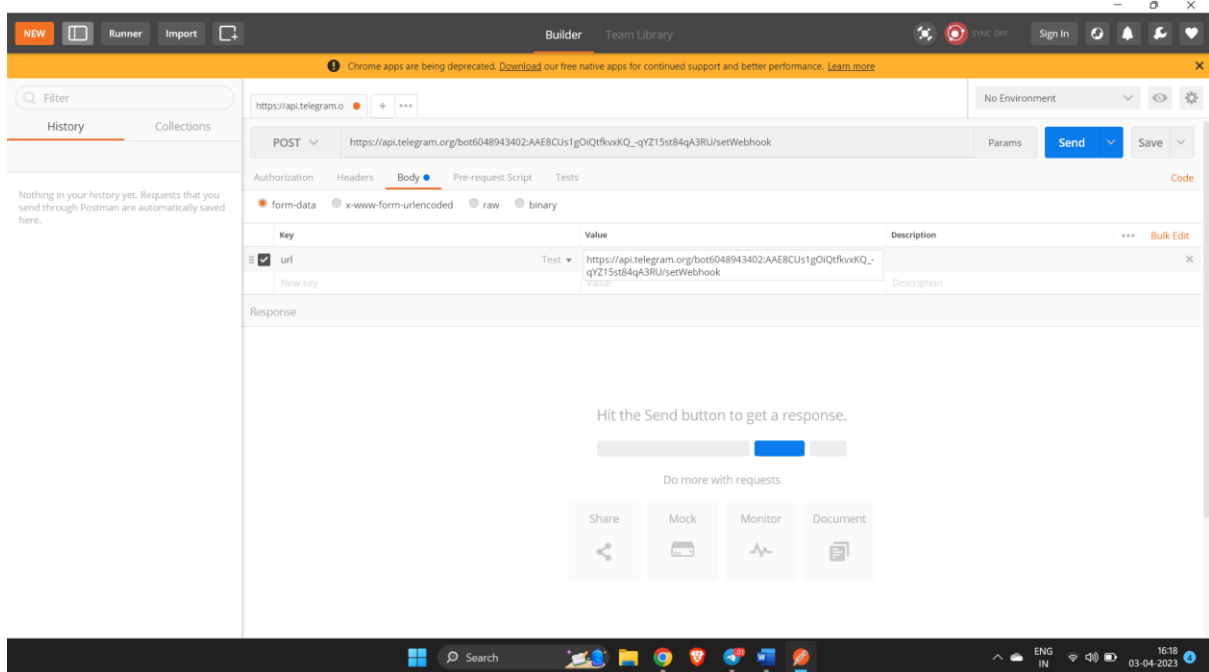 NEW Runner Import Builder Team Library SYNC OFF Sign In
Chrome apps are being deprecated. Download our free native apps for continued support and better performance. Learn more
Filter
History Collections
Nothing in your history yet. Requests that you
send through Postman are automatically saved
here.
https://api.telegram.o + •••
No Environment
POST https://api.telegram.org/bot6048943402:AAE8CUs1gOiQtfkvxKQ_-qYZ15st84qA3RU/setWebhook Params Send Save
Authorization Headers Body Pre-request Script Tests Code
form-data x-www-form-urlencoded raw binary
Key Value Description ••• Bulk Edit
url Text https://api.telegram.org/bot6048943402:AAE8CUs1gOiQtfkvxKQ_-
qYZ15st84qA3RU/setWebhook
New key Value Description
Response
Hit the Send button to get a response.
Do more with requests
Share Mock Monitor Document
Search
ENG
IN
16:18
03-04-2023
4